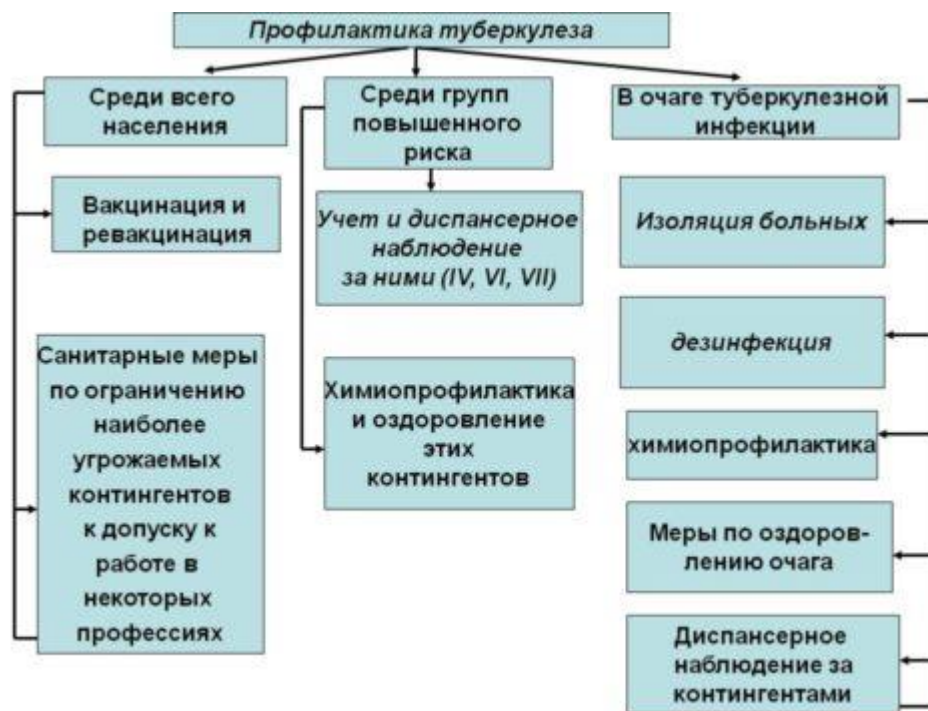 Профилактика туберкулеза
Среди всего
населения
Вакцинация и
ревакцинация
Санитарные меры
по ограничению
наиболее
угрожаемых
контингентов
к допуску к
работе в
некоторых
профессиях
Среди групп
повышенного
риска
Учет и диспансерное
наблюдение
за ними (IV, VI, VII)
Химиопрофилактика
и оздоровление
этих
контингентов
В очаге туберкулезной
инфекции
Изоляция больных
дезинфекция
химиопрофилактика
Меры по оздоров-
лению очага
Диспансерное
наблюдение за
контингентами